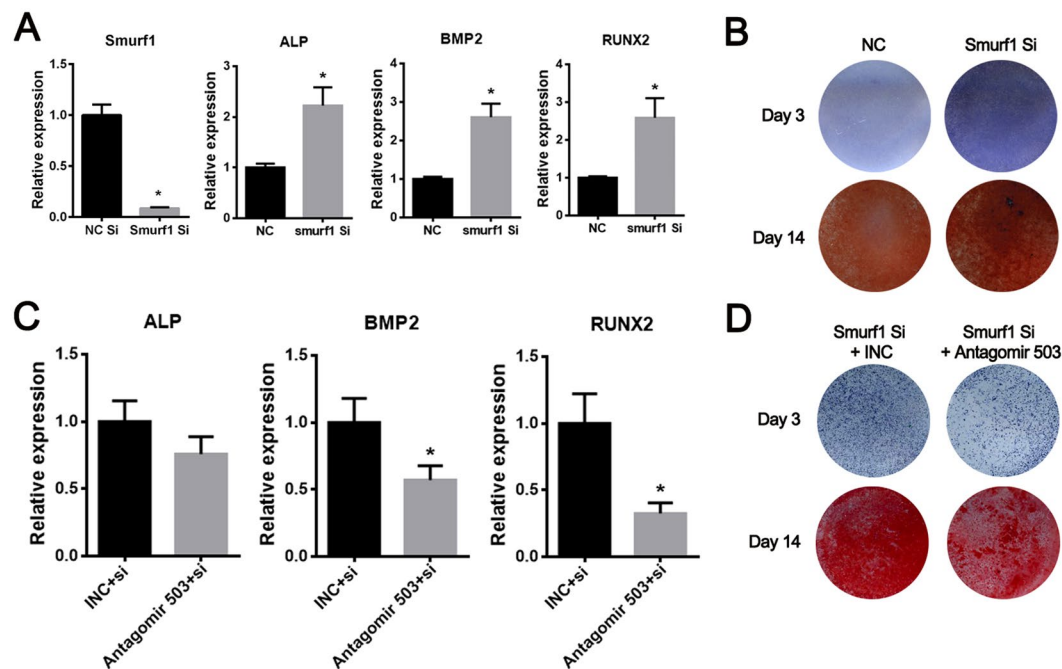 A
Smurf1
Relative expression
1.5
1.0
0.5
0.0
*
NC Si
Smurf1 Si
ALP
Relative expression
3
2
1
0
*
NC
smurf1 Si
BMP2
Relative expression
4
3
2
1
0
*
NC
smurf1 Si
RUNX2
Relative expression
4
3
2
1
0
*
NC
smurf1 Si
B
NC
Smurf1 Si
Day 3
Day 14
C
ALP
Relative expression
1.5
1.0
0.5
0.0
INC+si
Antagomir 503+si
BMP2
Relative expression
1.5
1.0
0.5
0.0
*
INC+si
Antagomir 503+si
RUNX2
Relative expression
1.5
1.0
0.5
0.0
*
INC+si
Antagomir 503+si
D
Smurf1 Si
+ INC
Smurf1 Si
+ Antagomir 503
Day 3
Day 14